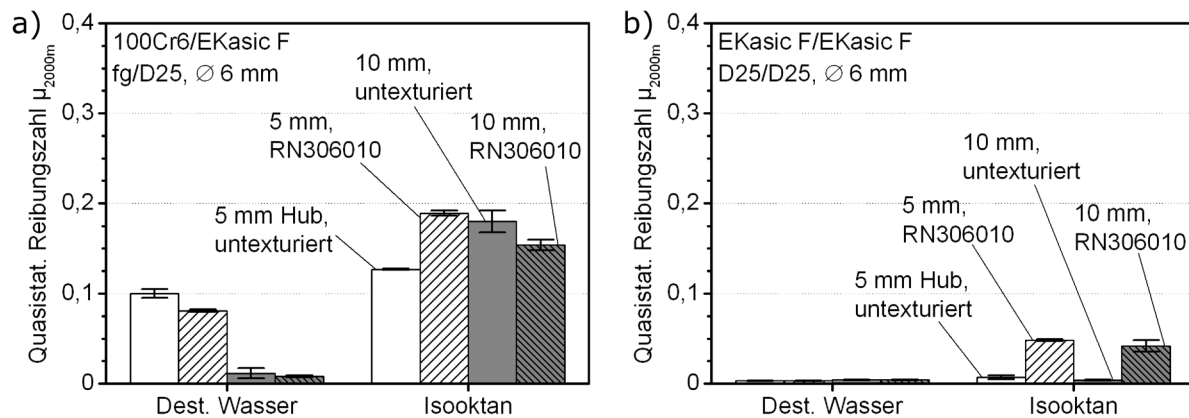 a)
Quasistat. Reibungszahl μ2000m
0,4
0,3
0,2
0,1
0
100Cr6/EKasic F
fg/D25, ∅ 6 mm
10 mm,
untexturiert
5 mm,
RN306010
10 mm,
RN306010
5 mm Hub,
untexturiert
Dest. Wasser
Isooktan
b)
Quasistat. Reibungszahl μ2000m
0,4
0,3
0,2
0,1
0
EKasic F/EKasic F
D25/D25, ∅ 6 mm
10 mm,
untexturiert
5 mm,
RN306010
10 mm,
RN306010
5 mm Hub,
untexturiert
Dest. Wasser
Isooktan